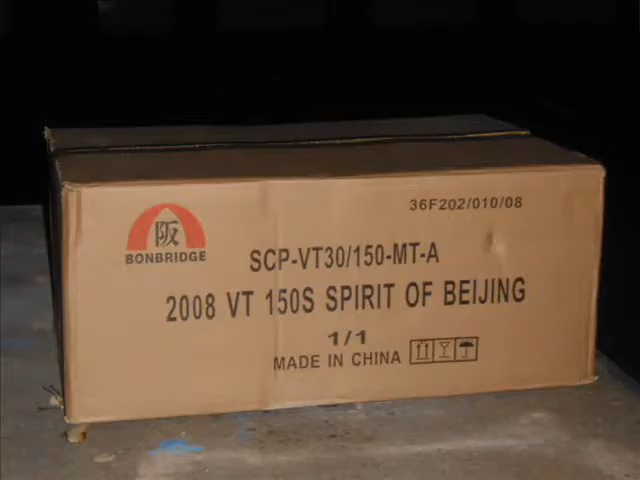 36F202/010/08
阪
BONBRIDGE
SCP-VT30/150-MT-A
2008 VT 150S SPIRIT OF BEIJING
1/1
MADE IN CHINA